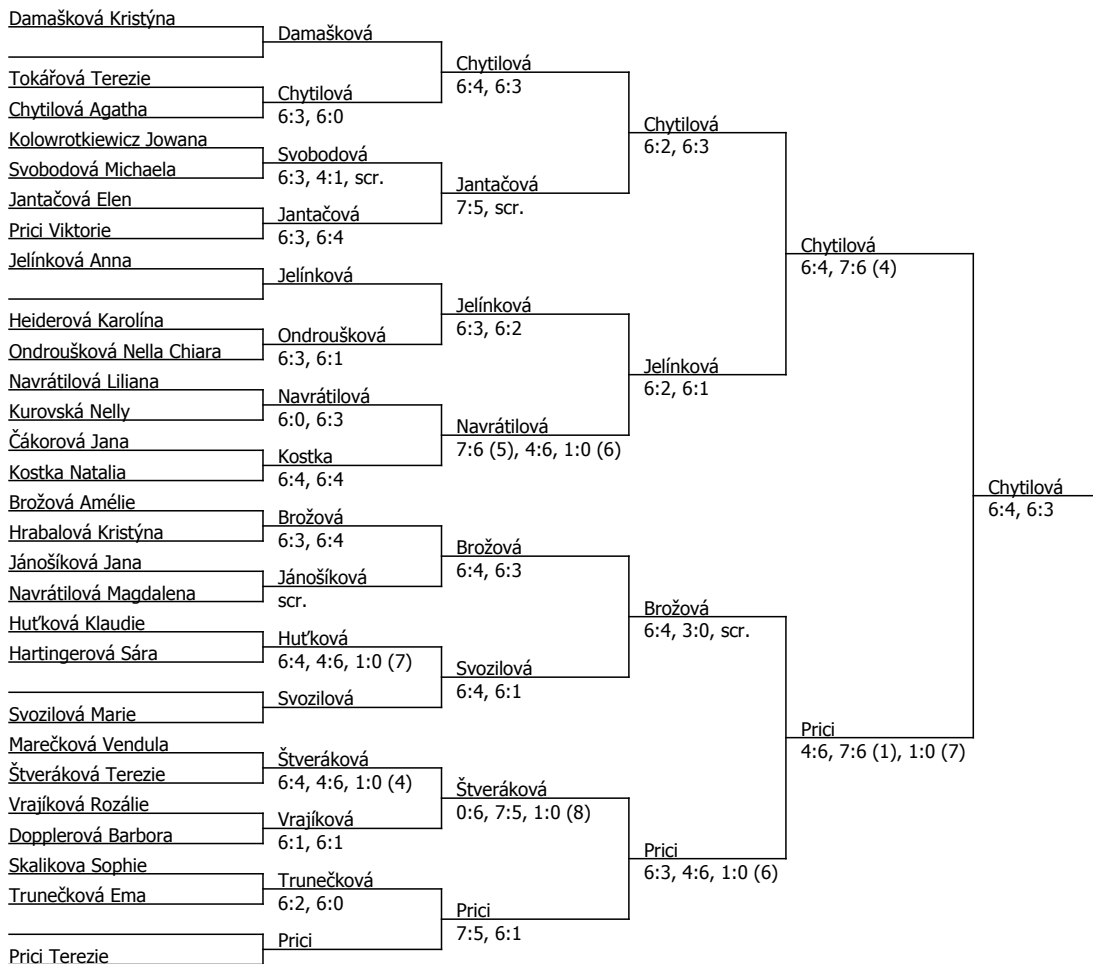 Damašková Kristýna
Tokářová Terezie
Chytilová Agatha
Kolowrotkiewicz Jowana
Svobodová Michaela
Jantačová Elen
Prici Viktorie
Jelínková Anna
Heiderová Karolína
Ondroušková Nella Chiara
Navrátilová Liliana
Kurovská Nelly
Čákorová Jana
Kostka Natalia
Brožová Amélie
Hrabalová Kristýna
Jánošíková Jana
Navrátilová Magdalena
Huťková Klaudie
Hartingerová Sára
Svozilová Marie
Marečková Vendula
Štveráková Terezie
Vrajíková Rozálie
Dopplerová Barbora
Skalikova Sophie
Trunečková Ema
Prici Terezie
Damašková
Chytilová
6:3, 6:0
Svobodová
6:3, 4:1, scr.
Jantačová
6:3, 6:4
Jelínková
Ondroušková
6:3, 6:1
Navrátilová
6:0, 6:3
Kostka
6:4, 6:4
Brožová
6:3, 6:4
Jánošíková
scr.
Huťková
6:4, 4:6, 1:0 (7)
Svozilová
Štveráková
6:4, 4:6, 1:0 (4)
Vrajíková
6:1, 6:1
Trunečková
6:2, 6:0
Prici
Chytilová
6:4, 6:3
Jantačová
7:5, scr.
Jelínková
6:3, 6:2
Navrátilová
7:6 (5), 4:6, 1:0 (6)
Brožová
6:4, 6:3
Svozilová
6:4, 6:1
Štveráková
0:6, 7:5, 1:0 (8)
Prici
7:5, 6:1
Chytilová
6:2, 6:3
Jelínková
6:2, 6:1
Brožová
6:4, 3:0, scr.
Prici
6:3, 4:6, 1:0 (6)
Chytilová
6:4, 7:6 (4)
Prici
4:6, 7:6 (1), 1:0 (7)
Chytilová
6:4, 6:3